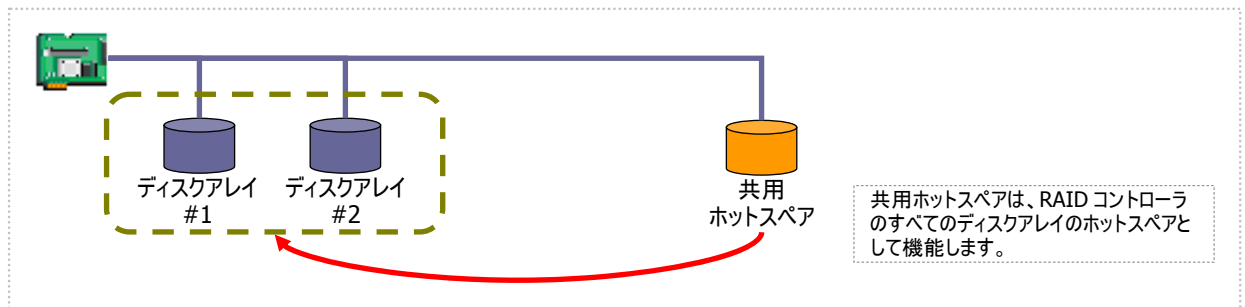 ディスクアレイ
#1
ディスクアレイ
#2
共用
ホットスペア
共用ホットスペアは、RAID コントローラ
のすべてのディスクアレイのホットスペアと
して機能します。